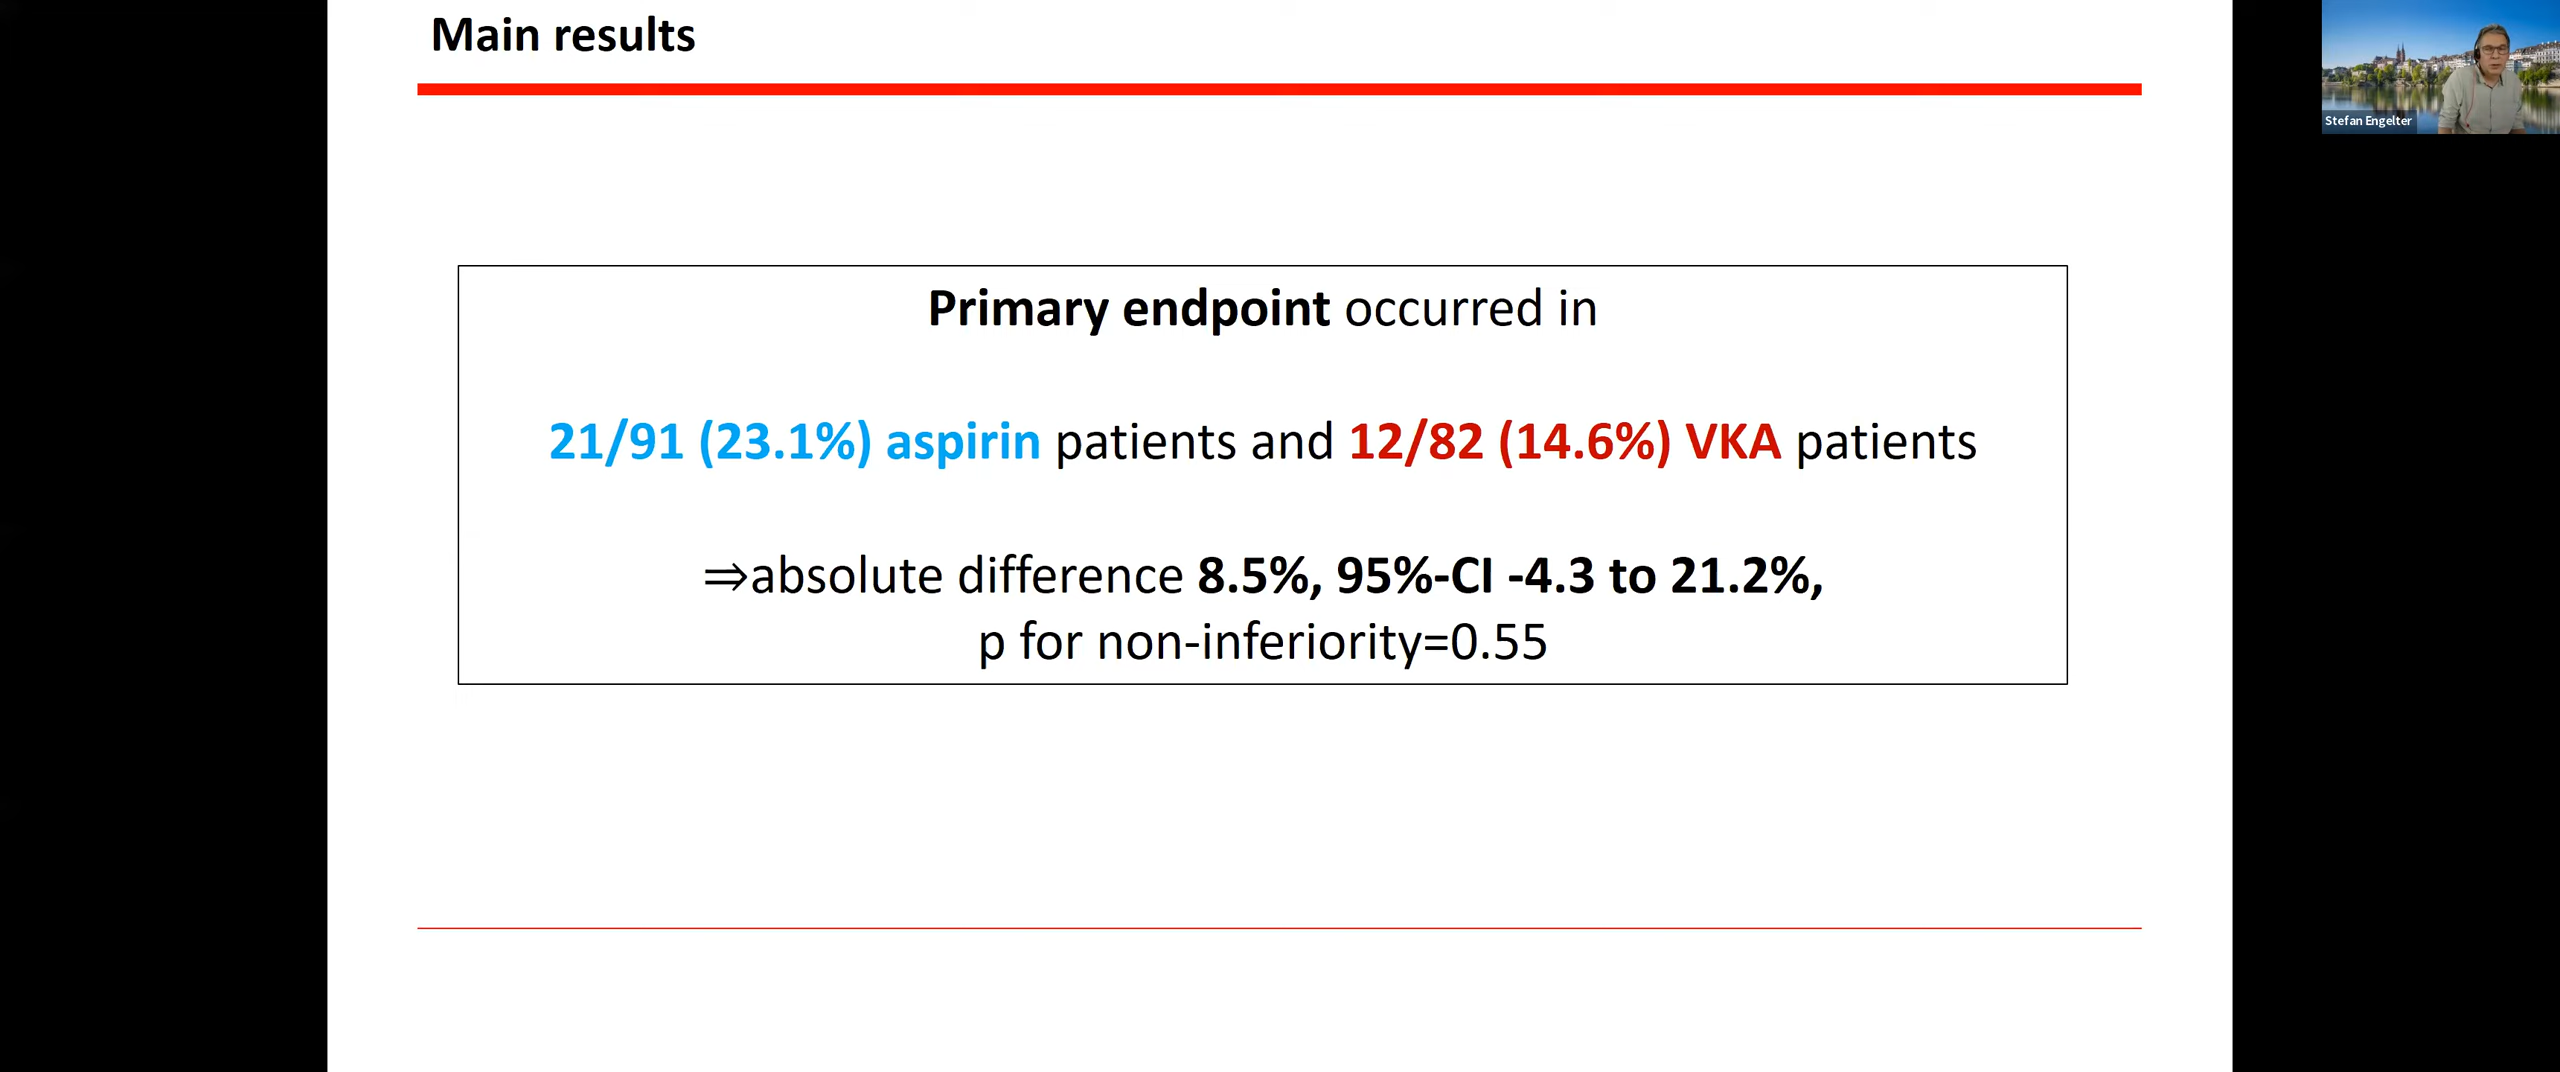 Main results
Stefan Engelter
Primary endpoint occurred in
21/91 (23.1%) aspirin patients and 12/82 (14.6%) VKA patients
⇒absolute difference 8.5%, 95%-CI -4.3 to 21.2%,
p for non-inferiority=0.55